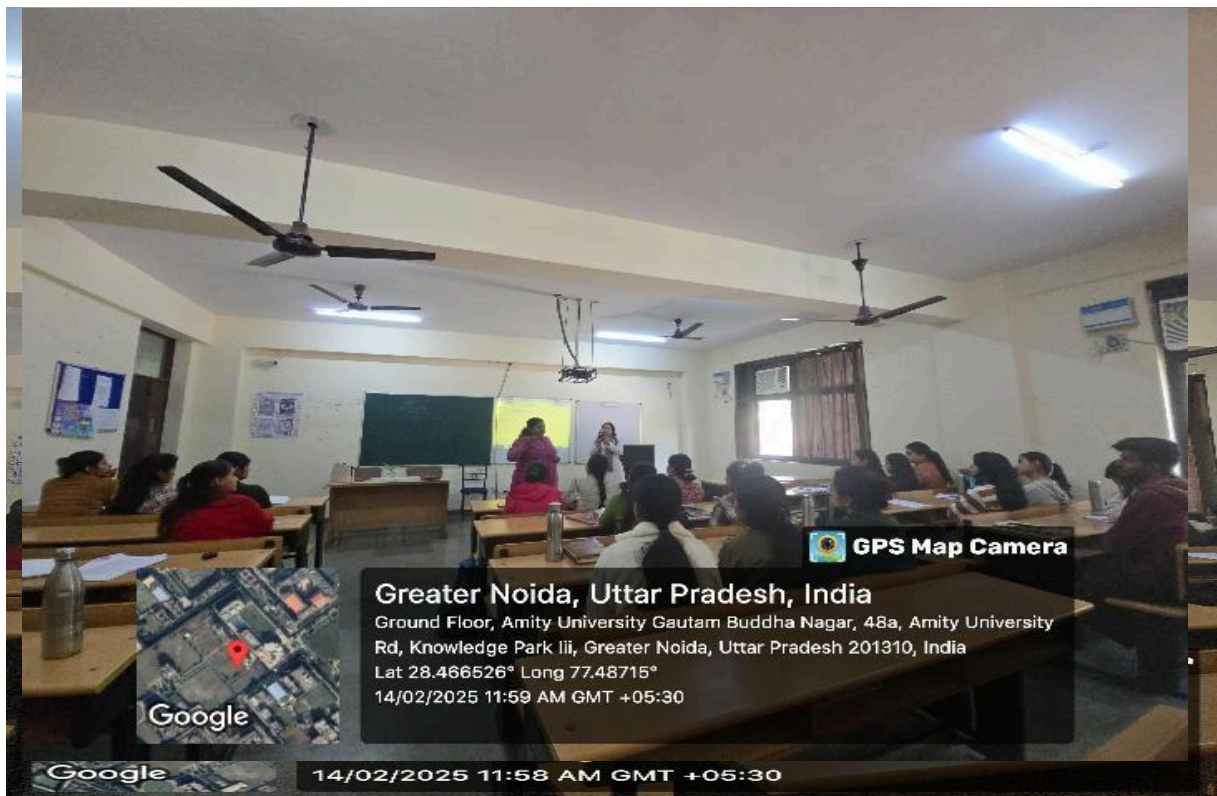 GPS Map Camera
Greater Noida, Uttar Pradesh, India
Ground Floor, Amity University Gautam Buddha Nagar, 48a, Amity University
Rd, Knowledge Park Iii, Greater Noida, Uttar Pradesh 201310, India
Lat 28.466526° Long 77.48715°
14/02/2025 11:59 AM GMT +05:30
Google
Google
14/02/2025 11:58 AM GMT +05:30